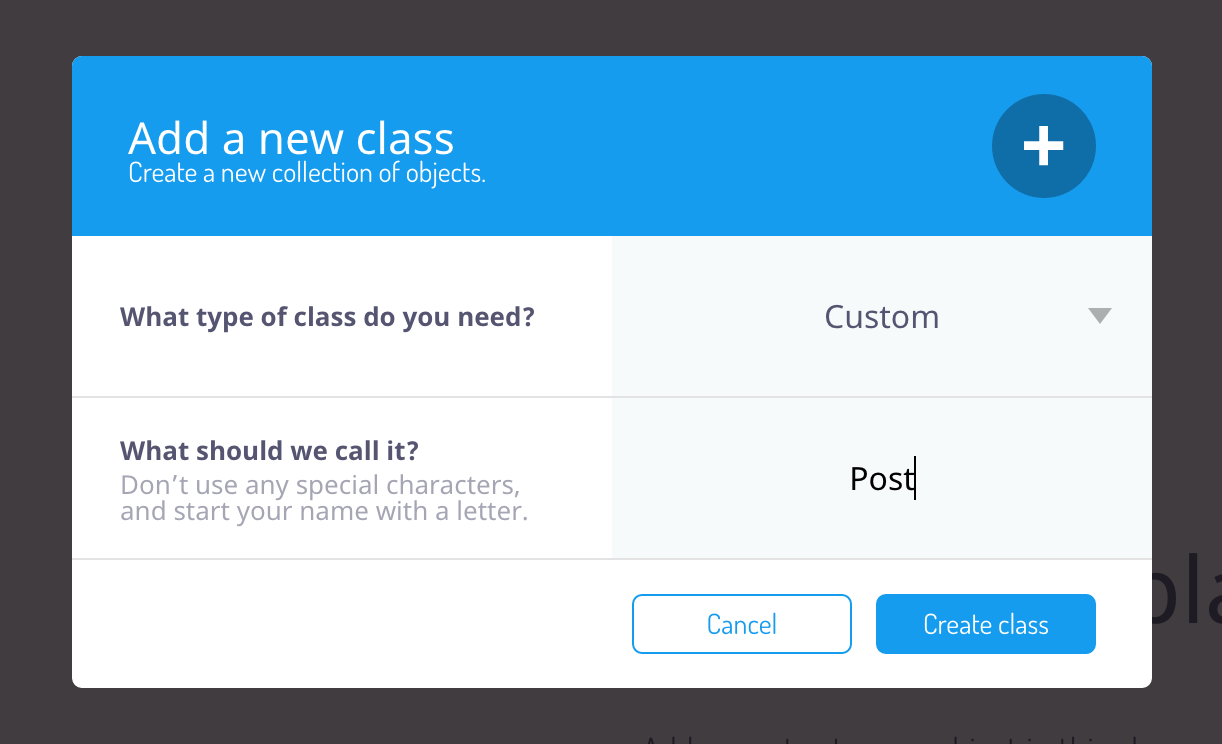 Add a new class
Create a new collection of objects.
What type of class do you need?
Custom
What should we call it?
Don’t use any special characters,
and start your name with a letter.
Post
Cancel
Create class